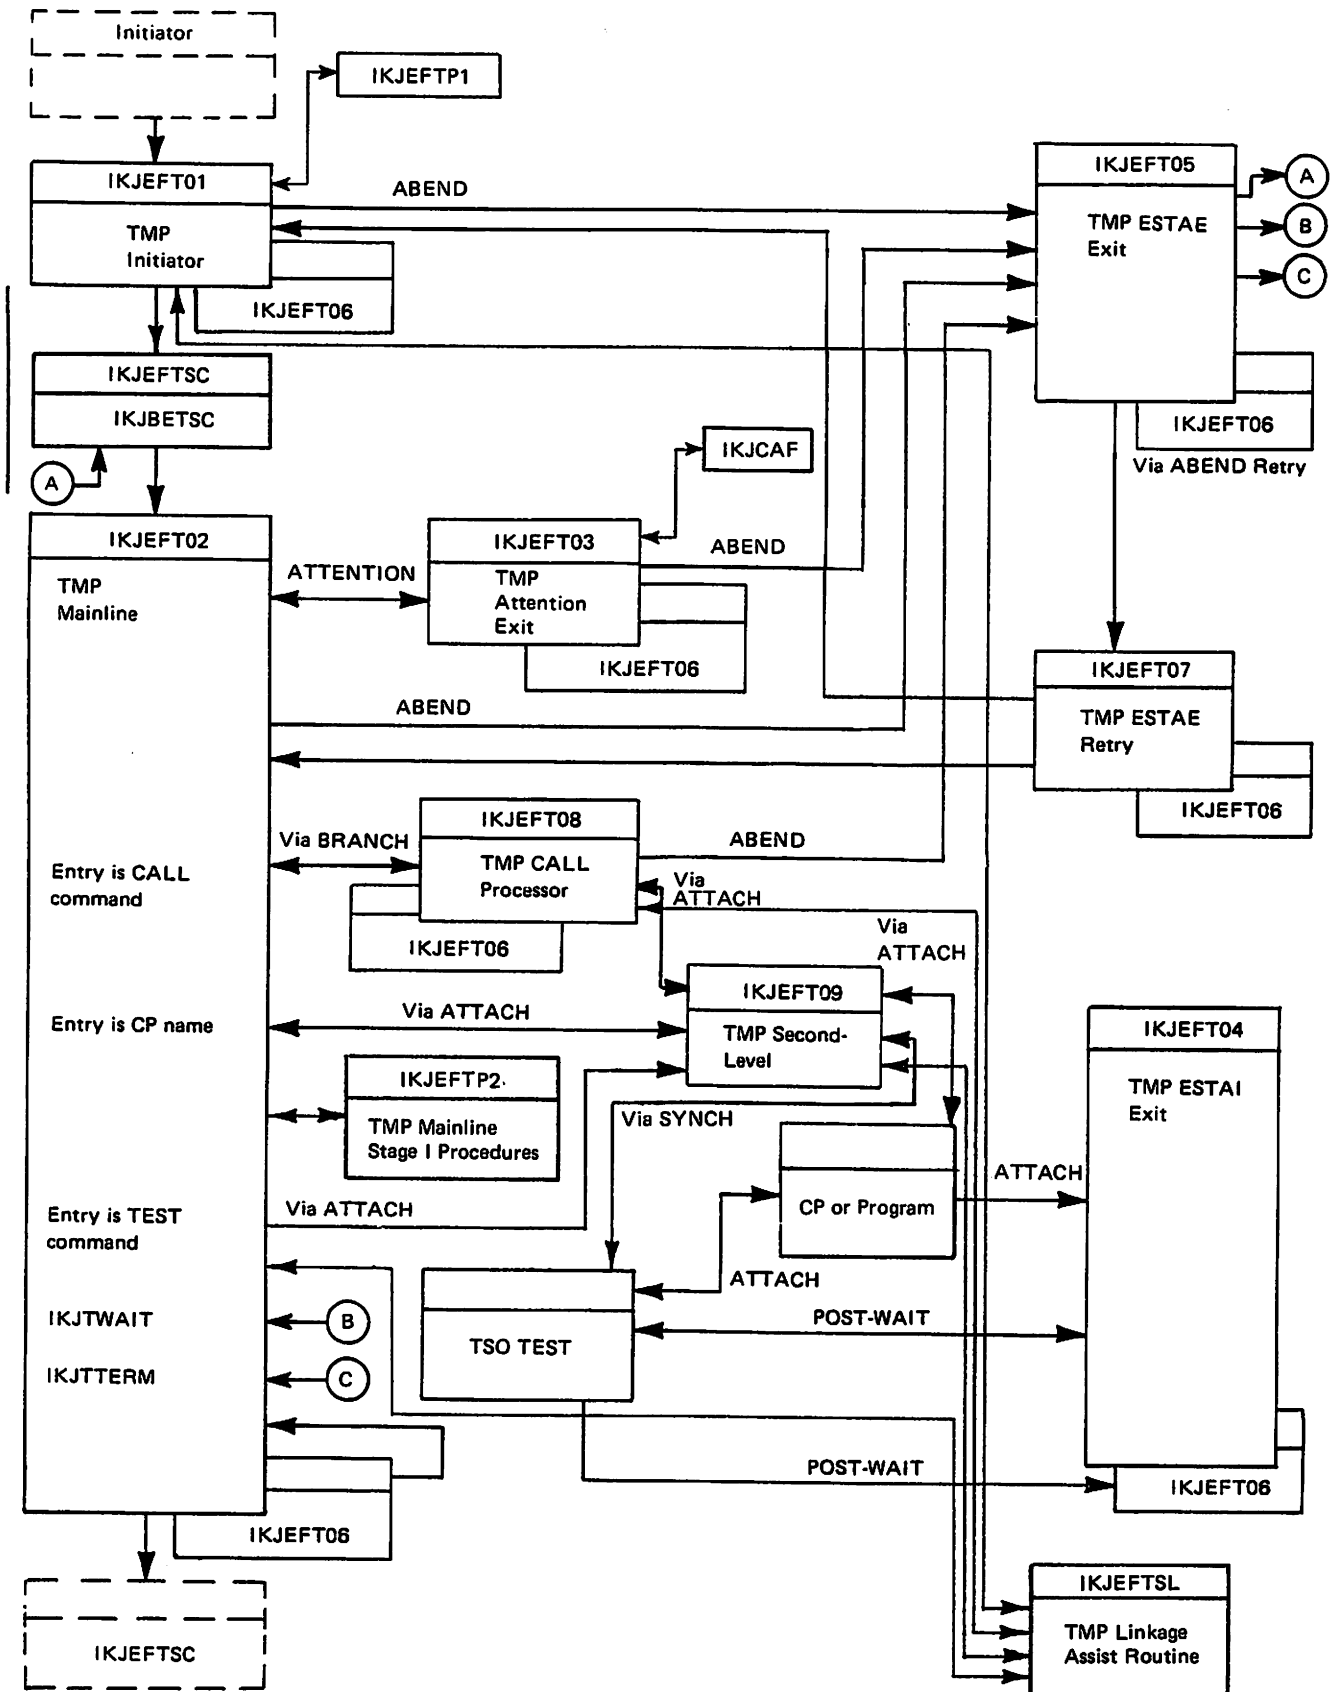 Initiator
IKJEFTP1
IKJEFT01
TMP
Initiator
IKJEFT06
ABEND
IKJEFT05
TMP ESTAE
Exit
A
B
C
IKJEFT06
Via ABEND Retry
IKJEFTSC
IKJBETSC
A
IKJCAF
IKJEFT02
TMP
Mainline
ATTENTION
IKJEFT03
TMP
Attention
Exit
IKJEFT06
ABEND
ABEND
IKJEFT07
TMP ESTAE
Retry
IKJEFT06
Entry is CALL
command
Via BRANCH
IKJEFT08
TMP CALL
Processor
IKJEFT06
ABEND
Via
ATTACH
Via
ATTACH
Entry is CP name
Via ATTACH
IKJEFT09
TMP Second-
Level
IKJEFT04
TMP ESTAI
Exit
IKJEFTP2
TMP Mainline
Stage I Procedures
Via SYNCH
CP or Program
ATTACH
Entry is TEST
command
Via ATTACH
ATTACH
TSO TEST
POST-WAIT
IKJTWAIT
B
IKJTTERM
C
POST-WAIT
IKJEFT06
IKJEFT06
IKJEFTSC
IKJEFTSL
TMP Linkage
Assist Routine